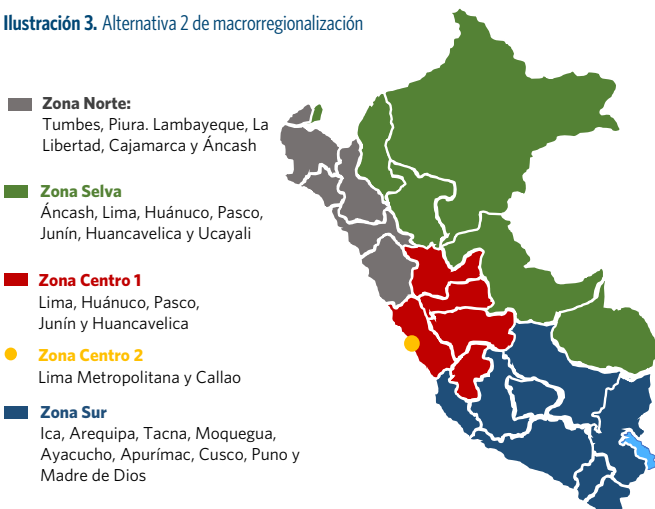 Ilustración 3. Alternativa 2 de macrorregionalización
Zona Norte:
Tumbes, Piura. Lambayeque, La
Libertad, Cajamarca y Áncash
Zona Selva
Áncash, Lima, Huánuco, Pasco,
Junín, Huancavelica y Ucayali
Zona Centro 1
Lima, Huánuco, Pasco,
Junín y Huancavelica
Zona Centro 2
Lima Metropolitana y Callao
Zona Sur
Ica, Arequipa, Tacna, Moquegua,
Ayacucho, Apurímac, Cusco, Puno y
Madre de Dios